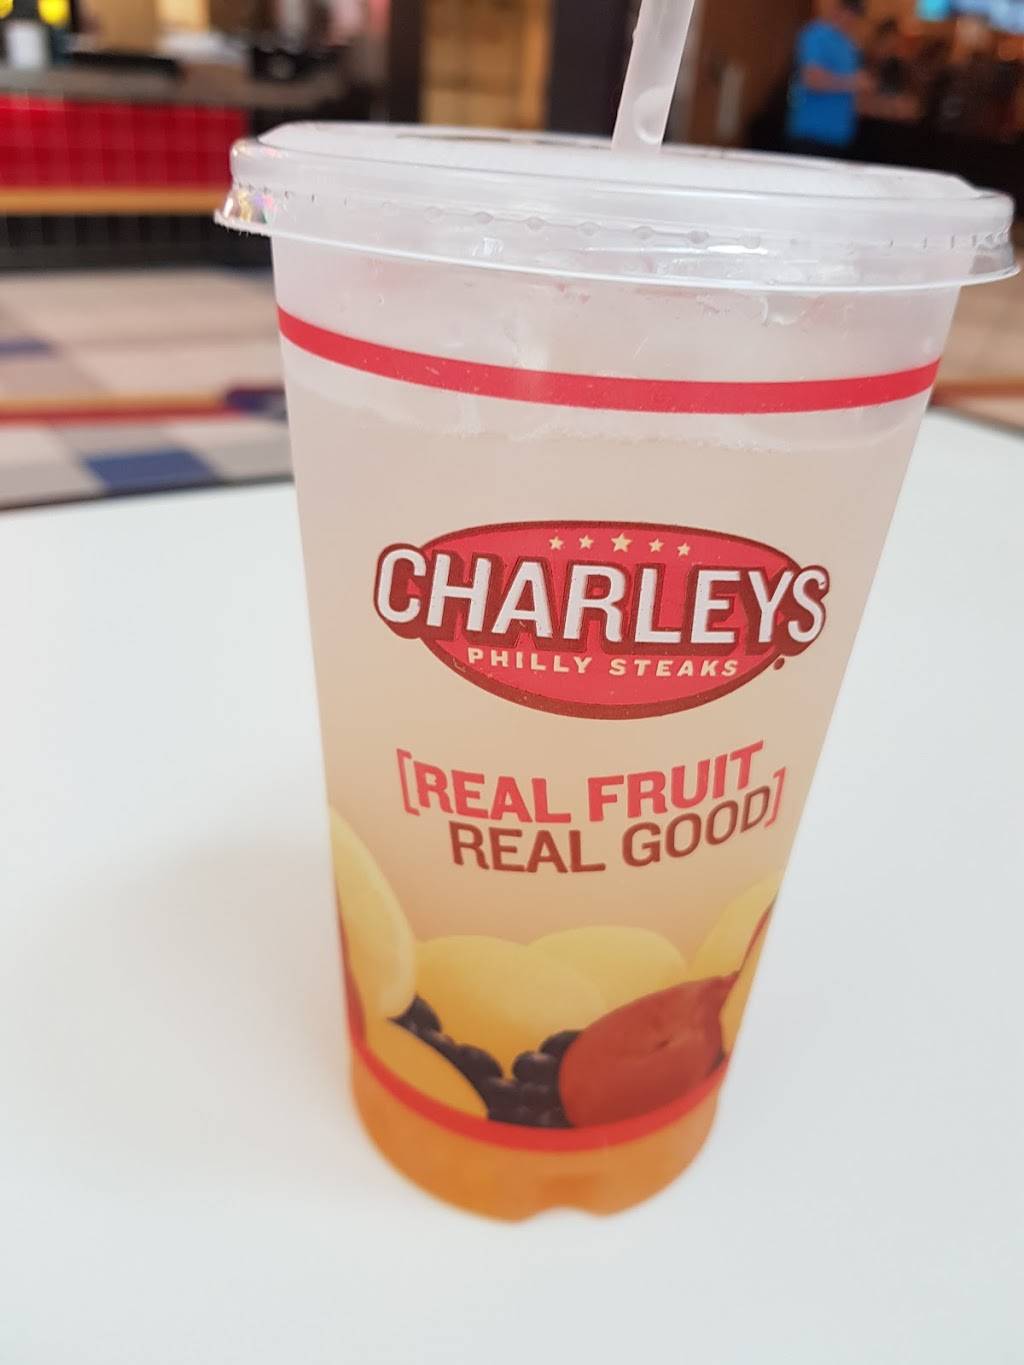 CHARLEYS
PHILLY STEAKS
[REAL FRUIT
REAL GOOD]